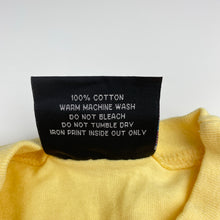 100% COTTON
WARM MACHINE WASH
DO NOT BLEACH
DO NOT TUMBLE DRY
IRON PRINT INSIDE OUT ONLY